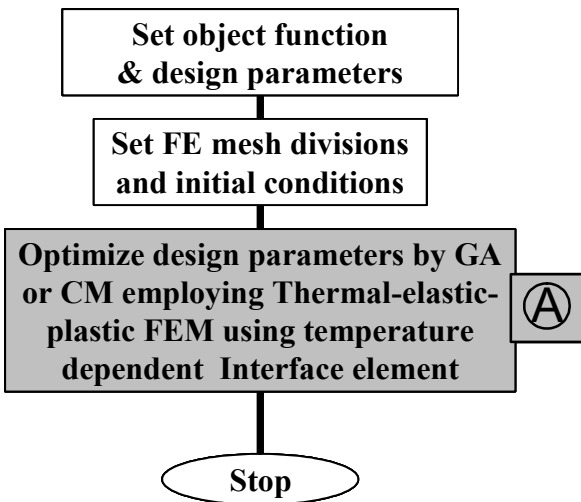 Set object function
& design parameters
Set FE mesh divisions
and initial conditions
Optimize design parameters by GA
or CM employing Thermal-elastic-
plastic FEM using temperature
dependent Interface element
Ⓐ
Stop